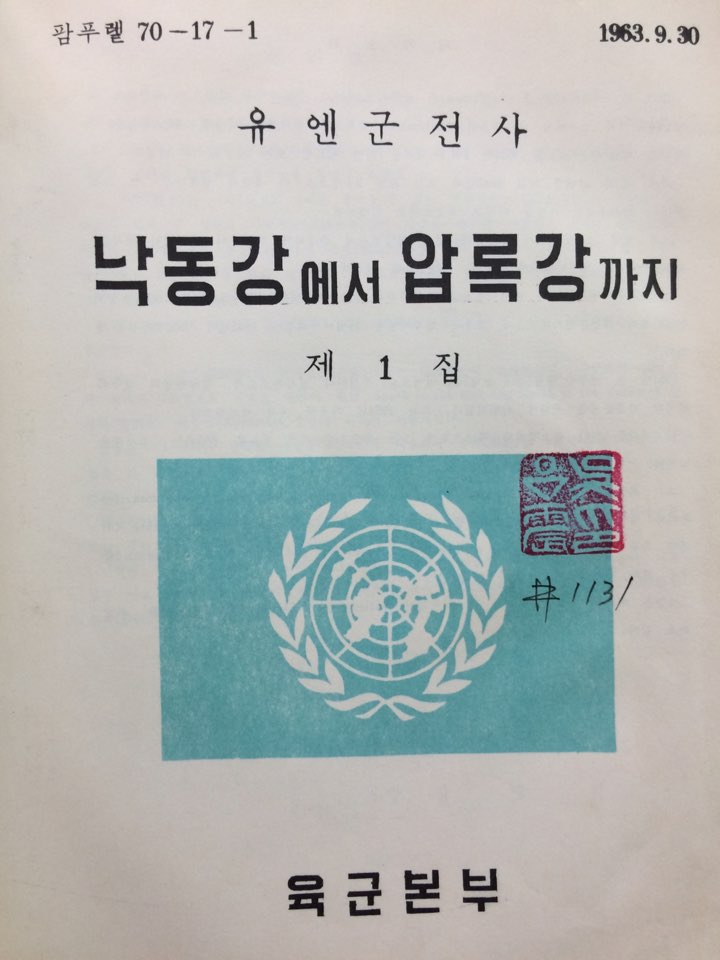 팜푸렡 70-17-1
1963.9.30
유엔군전사
낙동강에서 압록강까지
제 1 집
# 1131
육군본부